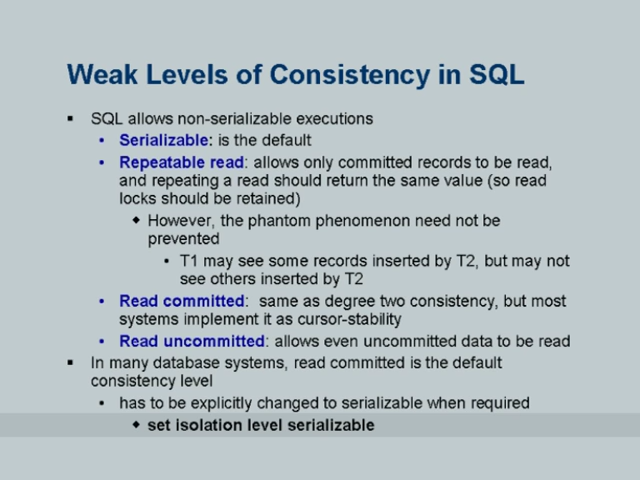 Weak Levels of Consistency in SQL
▪ SQL allows non-serializable executions
• Serializable: is the default
• Repeatable read: allows only committed records to be read,
and repeating a read should return the same value (so read
locks should be retained)
◆ However, the phantom phenomenon need not be
prevented
• T1 may see some records inserted by T2, but may not
see others inserted by T2
• Read committed:  same as degree two consistency, but most
systems implement it as cursor-stability
• Read uncommitted: allows even uncommitted data to be read
▪ In many database systems, read committed is the default
consistency level
• has to be explicitly changed to serializable when required
◆ set isolation level serializable